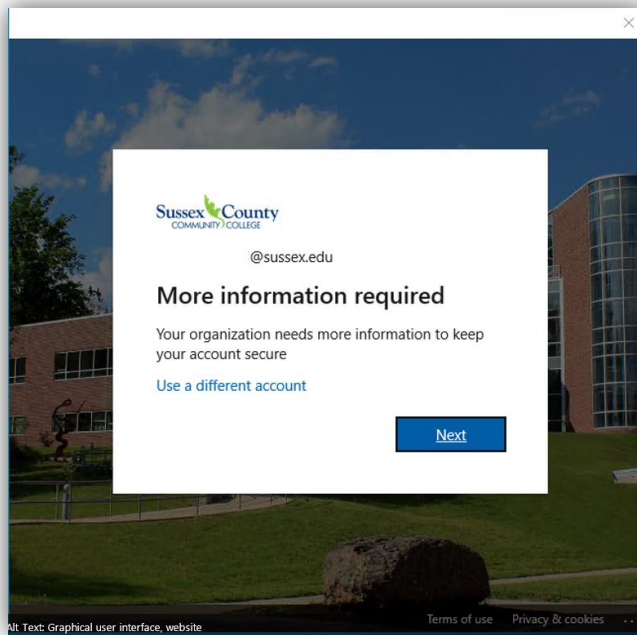 Sussex County
COMMUNITY COLLEGE
@sussex.edu
More information required
Your organization needs more information to keep
your account secure
Use a different account
Next
Terms of use Privacy & cookies ..
Alt Text: Graphical user interface, website